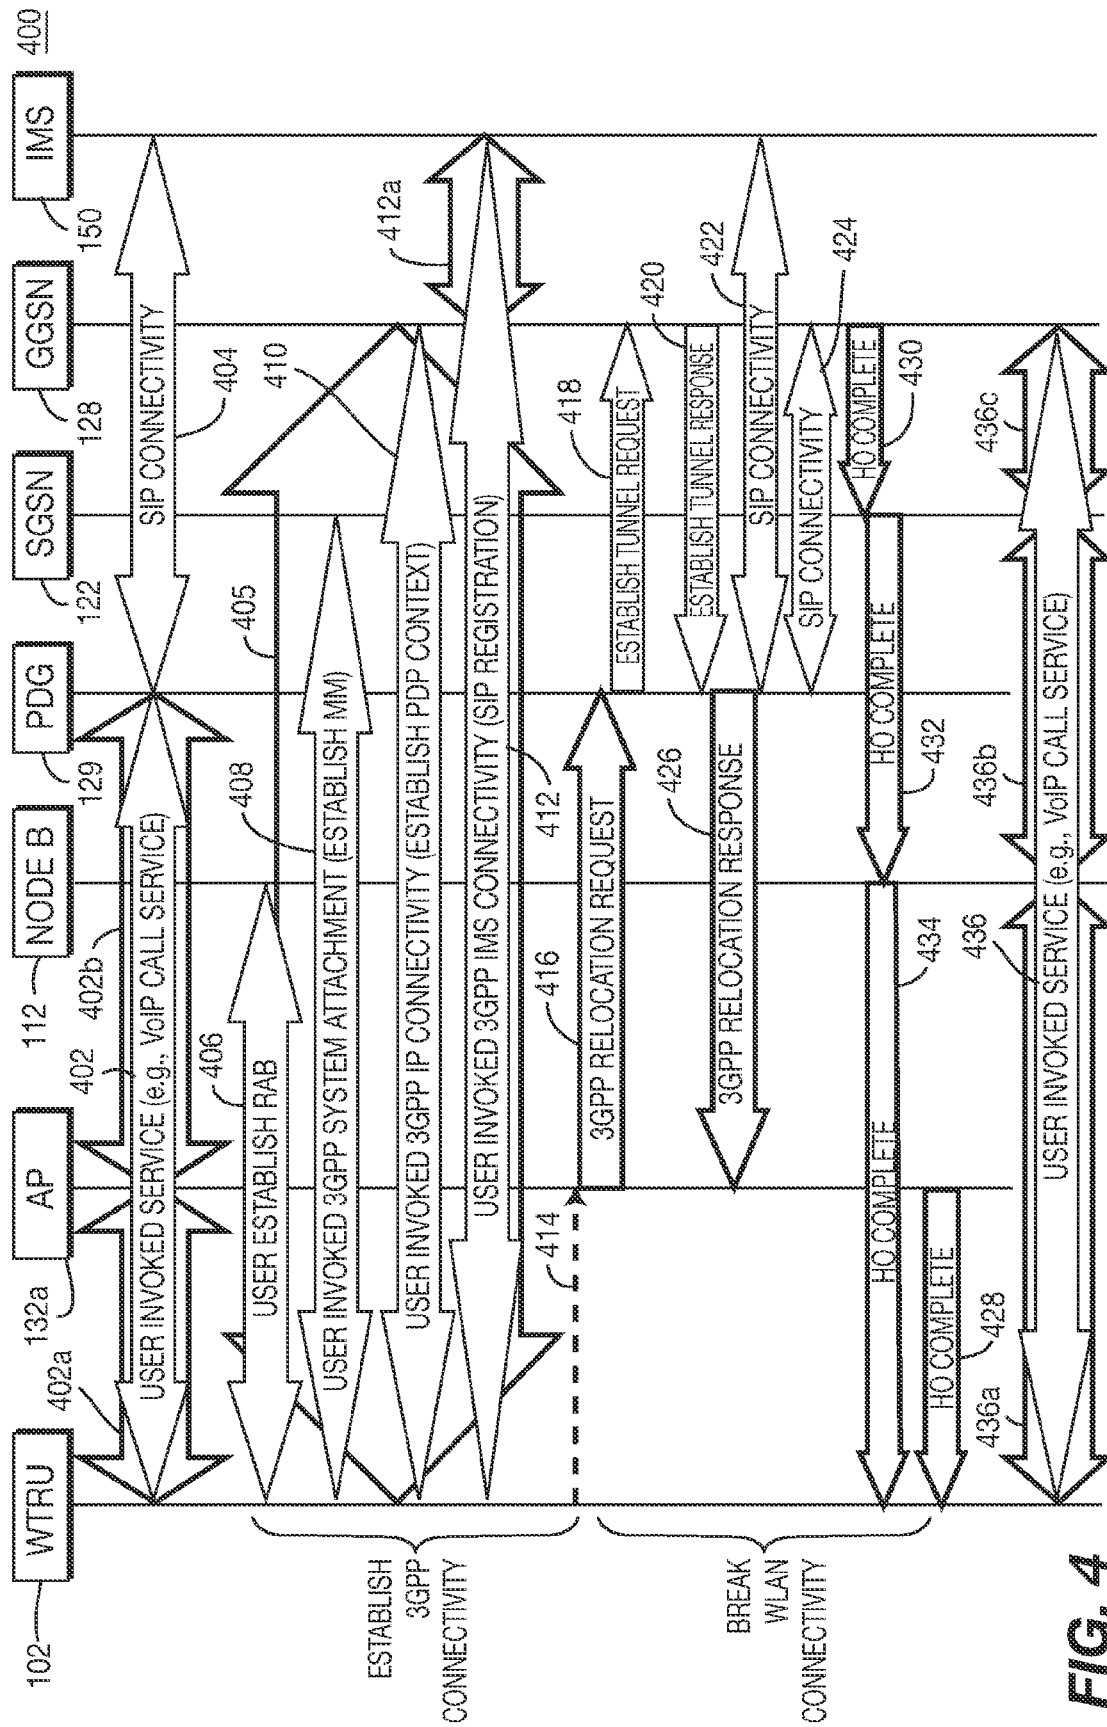 400
WTRU
AP
NODE B
PDG
SGSN
GGSN
IMS
102
132a
112
129
122
128
150
402a
402
402b
USER INVOKED SERVICE (e.g., VoIP CALL SERVICE)
SIP CONNECTIVITY
404
405
406
USER ESTABLISH RAB
408
USER INVOKED 3GPP SYSTEM ATTACHMENT (ESTABLISH MM)
410
USER INVOKED 3GPP IP CONNECTIVITY (ESTABLISH PDP CONTEXT)
412a
USER INVOKED 3GPP IMS CONNECTIVITY (SIP REGISTRATION)
412
ESTABLISH
3GPP
CONNECTIVITY
414
416
3GPP RELOCATION REQUEST
418
ESTABLISH TUNNEL REQUEST
420
ESTABLISH TUNNEL RESPONSE
422
SIP CONNECTIVITY
424
SIP CONNECTIVITY
426
3GPP RELOCATION RESPONSE
BREAK
WLAN
CONNECTIVITY
HO COMPLETE
430
HO COMPLETE
432
HO COMPLETE
434
HO COMPLETE
428
436a
436
436b
436c
USER INVOKED SERVICE (e.g., VoIP CALL SERVICE)
FIG. 4